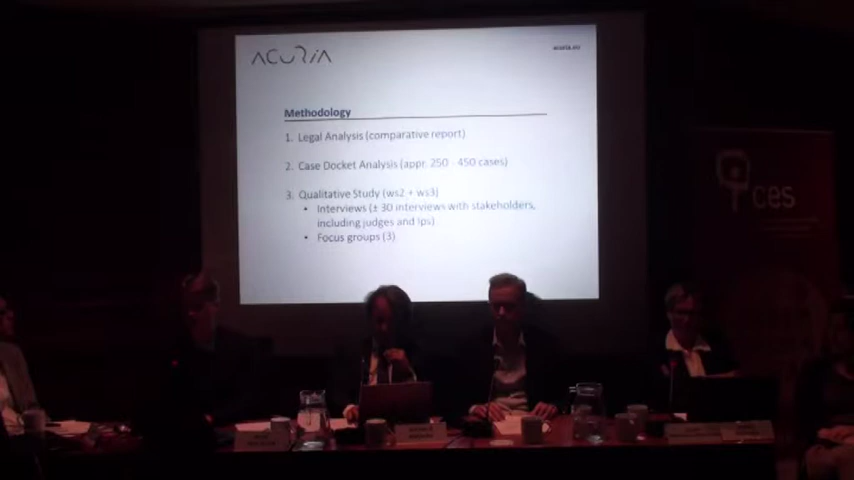 ACURIA
acuria.eu
Methodology
1. Legal Analysis (comparative report)
2. Case Docket Analysis (appr. 250 - 450 cases)
3. Qualitative Study (ws2 + ws3)
• Interviews (± 30 interviews with stakeholders,
including judges and Ips)
• Focus groups (3)
ces